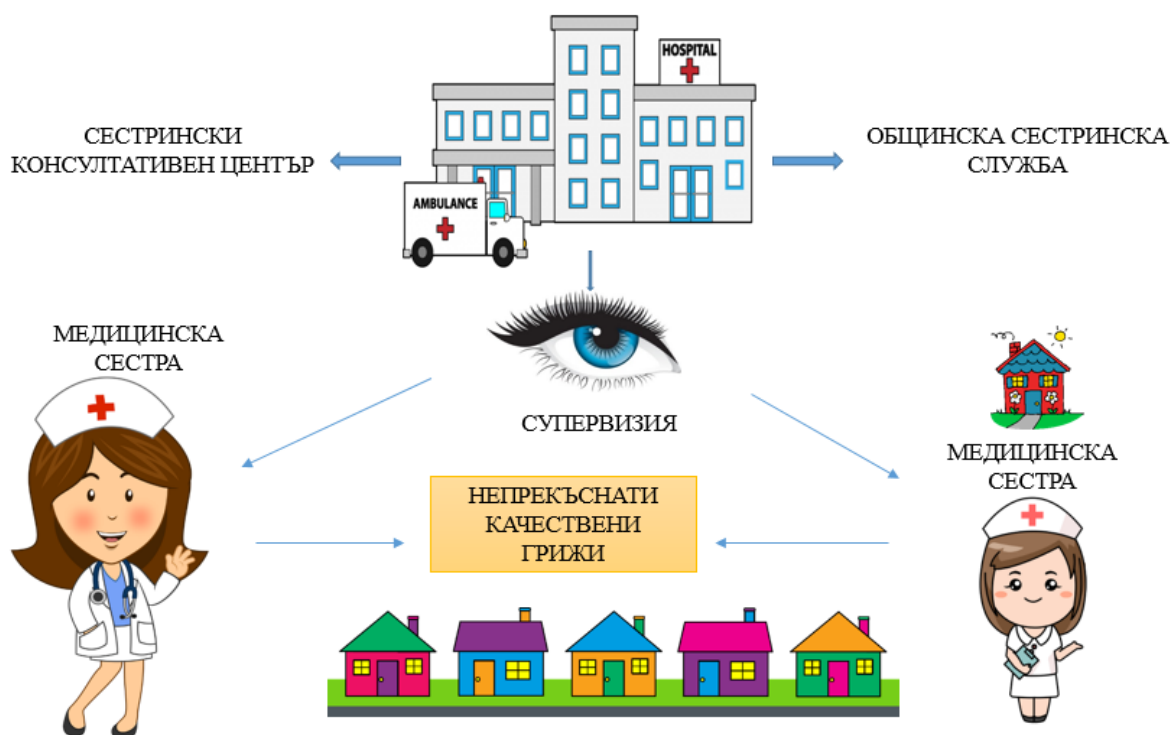 HOSPITAL
СЕСТРИНСКИ
КОНСУЛТАТИВЕН ЦЕНТЪР
ОБЩИНСКА СЕСТРИНСКА
СЛУЖБА
AMBULANCE
МЕДИЦИНСКА
СЕСТРА
СУПЕРВИЗИЯ
МЕДИЦИНСКА
СЕСТРА
НЕПРЕКЪСНАТИ
КАЧЕСТВЕНИ
ГРИЖИ